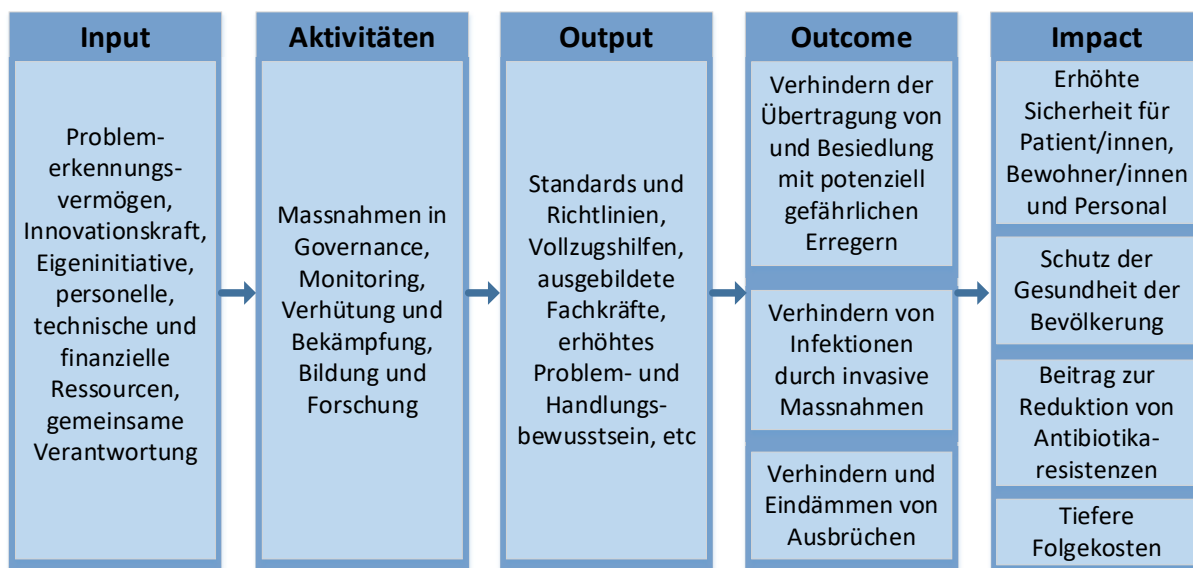 Input
Problem-
erkennungs-
vermögen,
Innovationskraft,
Eigeninitiative,
personelle,
technische und
finanzielle
Ressourcen,
gemeinsame
Verantwortung
Aktivitäten
Massnahmen in
Governance,
Monitoring,
Verhütung und
Bekämpfung,
Bildung und
Forschung
Output
Standards und
Richtlinien,
Vollzugshilfen,
ausgebildete
Fachkräfte,
erhöhtes
Problem- und
Handlungs-
bewusstsein, etc
Outcome
Verhindern der
Übertragung von
und Besiedlung
mit potenziell
gefährlichen
Erregern
Verhindern von
Infektionen
durch invasive
Massnahmen
Verhindern und
Eindämmen von
Ausbrüchen
Impact
Erhöhte
Sicherheit für
Patient/innen,
Bewohner/innen
und Personal
Schutz der
Gesundheit der
Bevölkerung
Beitrag zur
Reduktion von
Antibiotika-
resistenzen
Tiefere
Folgekosten